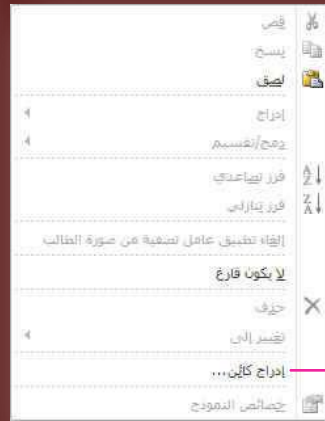 قص
نسخ
لصق
إدراج
دمج/تقسيم
فرز تصاعدي
فرز تنازلي
إلغاء تطبيق عامل تصفية من صورة الطالب
لا يكون فارغ
حذف
تغيير إلى
إدراج كائن...
خصائص النموذج